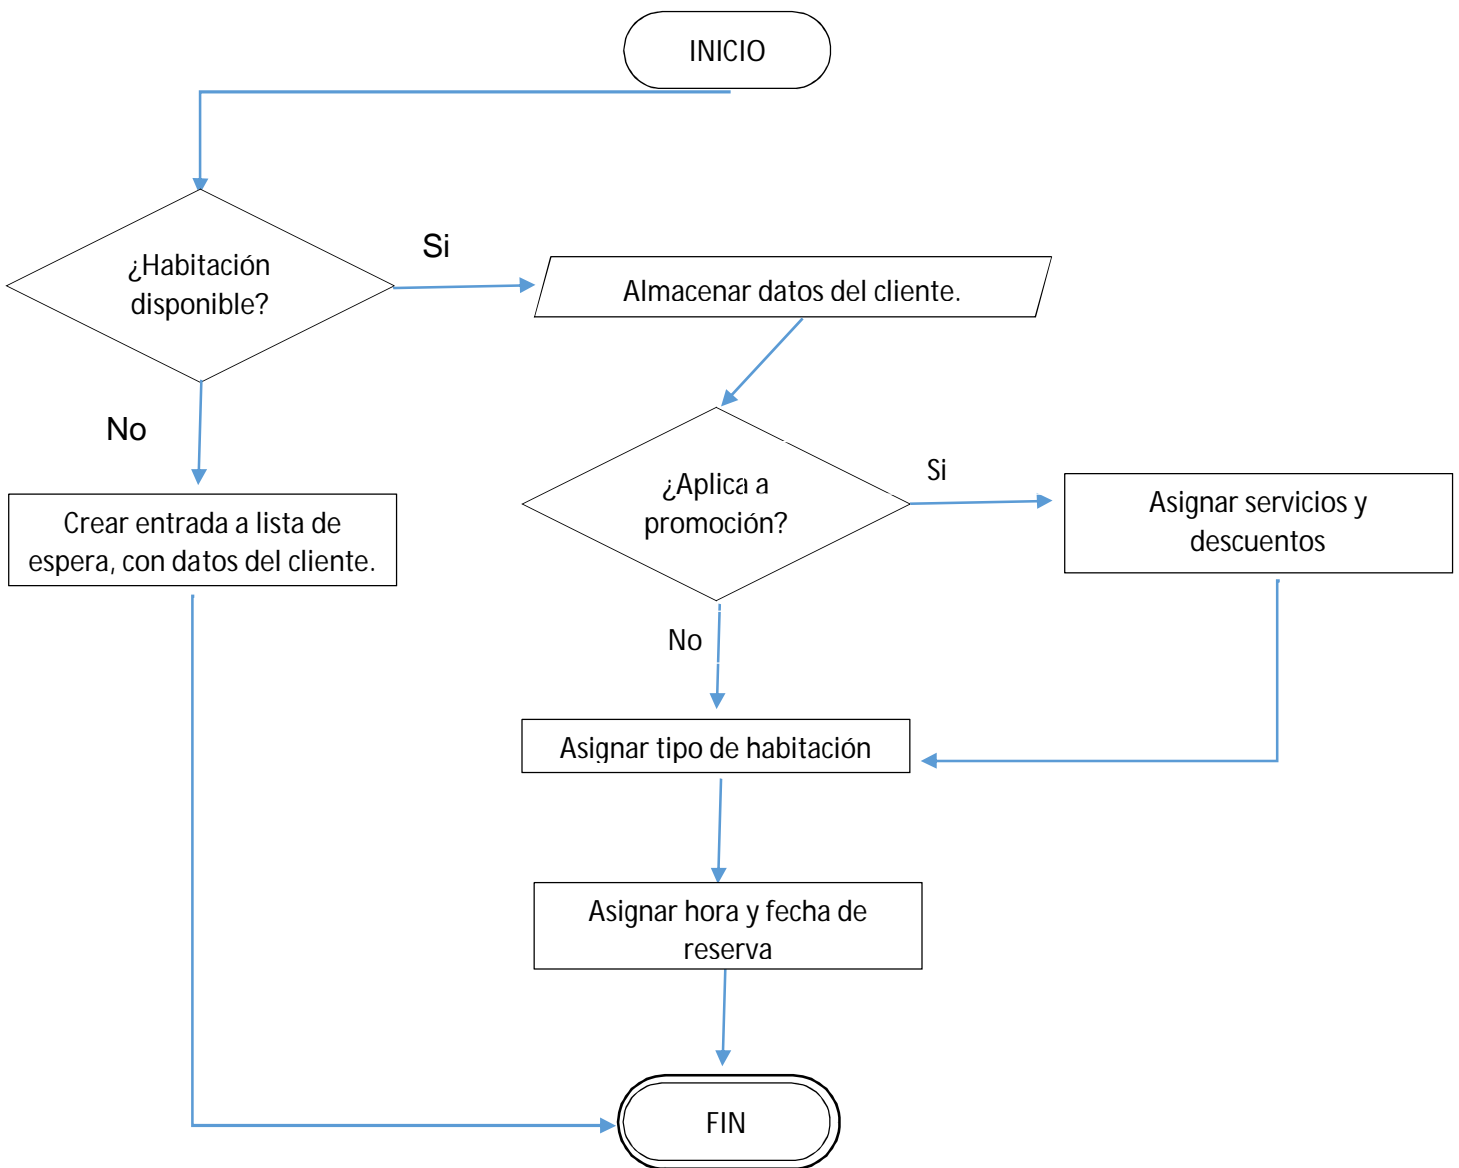 INICIO
¿Habitación
disponible?
Si
Almacenar datos del cliente.
No
¿Aplica a
promoción?
Si
Asignar servicios y
descuentos
Crear entrada a lista de
espera, con datos del cliente.
No
Asignar tipo de habitación
Asignar hora y fecha de
reserva
FIN